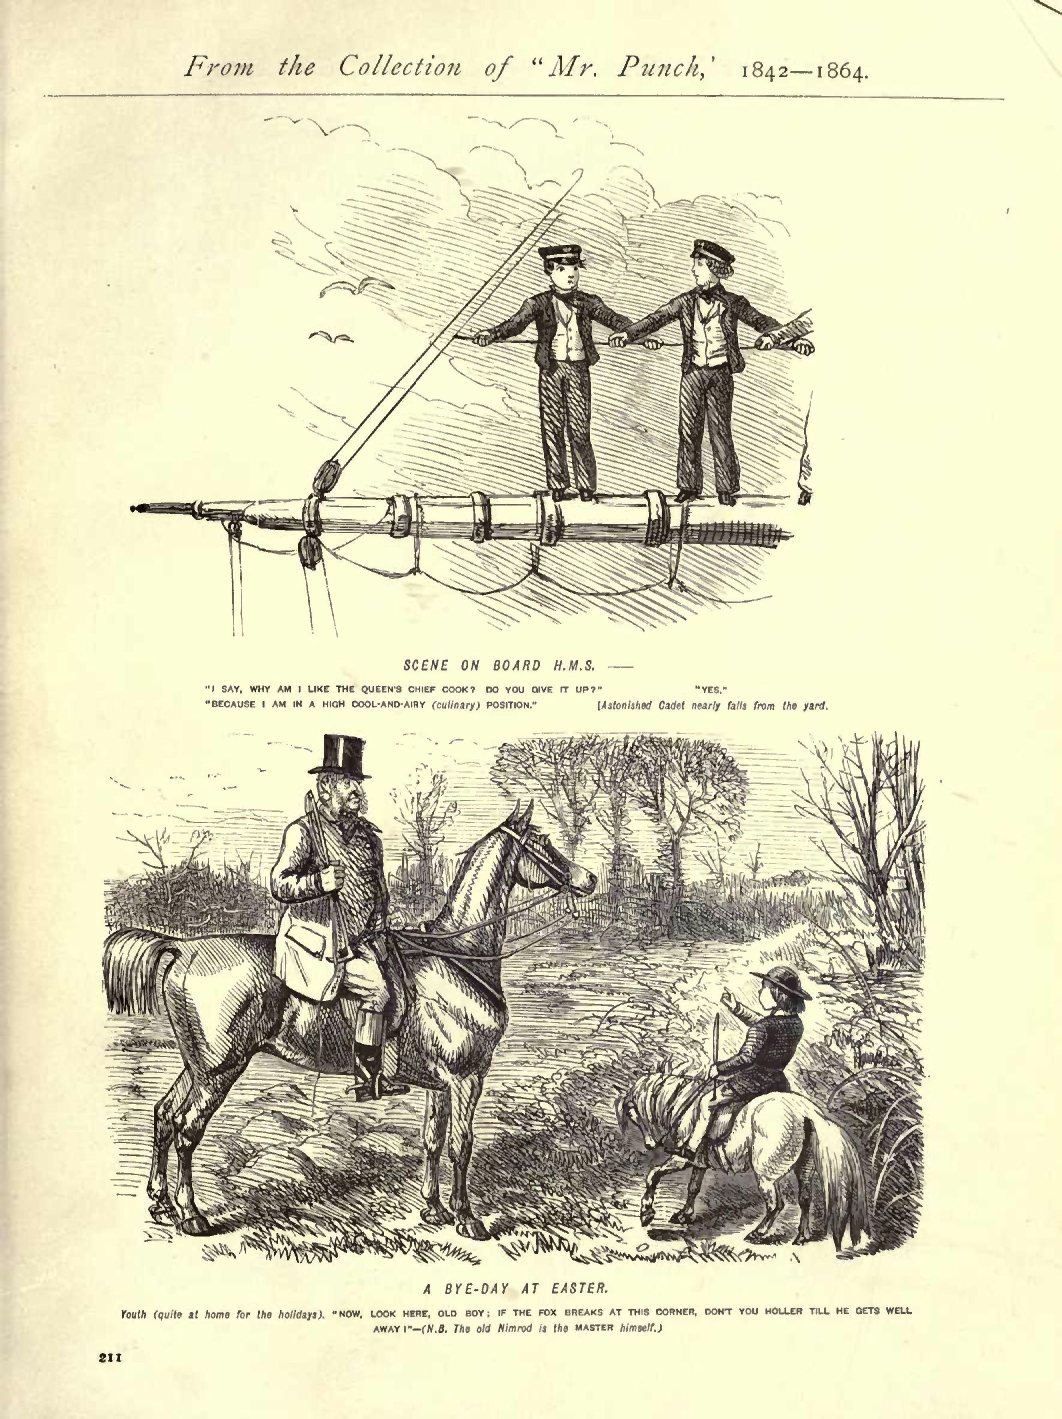 From the Collection of “Mr. Punch,’ 1842—1864.
SCENE ON BOARD H.M.S. ——
"I SAY, WHY AM I LIKE THE QUEEN'S CHIEF COOK? DO YOU GIVE IT UP?" "YES."
"BECAUSE I AM IN A HIGH COOL-AND-AIRY (culinary) POSITION." [Astonished Cadet nearly falls from the yard.
A BYE-DAY AT EASTER.
Youth (quite at home for the holidays). "NOW, LOOK HERE, OLD BOY; IF THE FOX BREAKS AT THIS CORNER, DON'T YOU HOLLER TILL HE GETS WELL
AWAY!"—(N.B. The old Nimrod is the MASTER himself.)
211